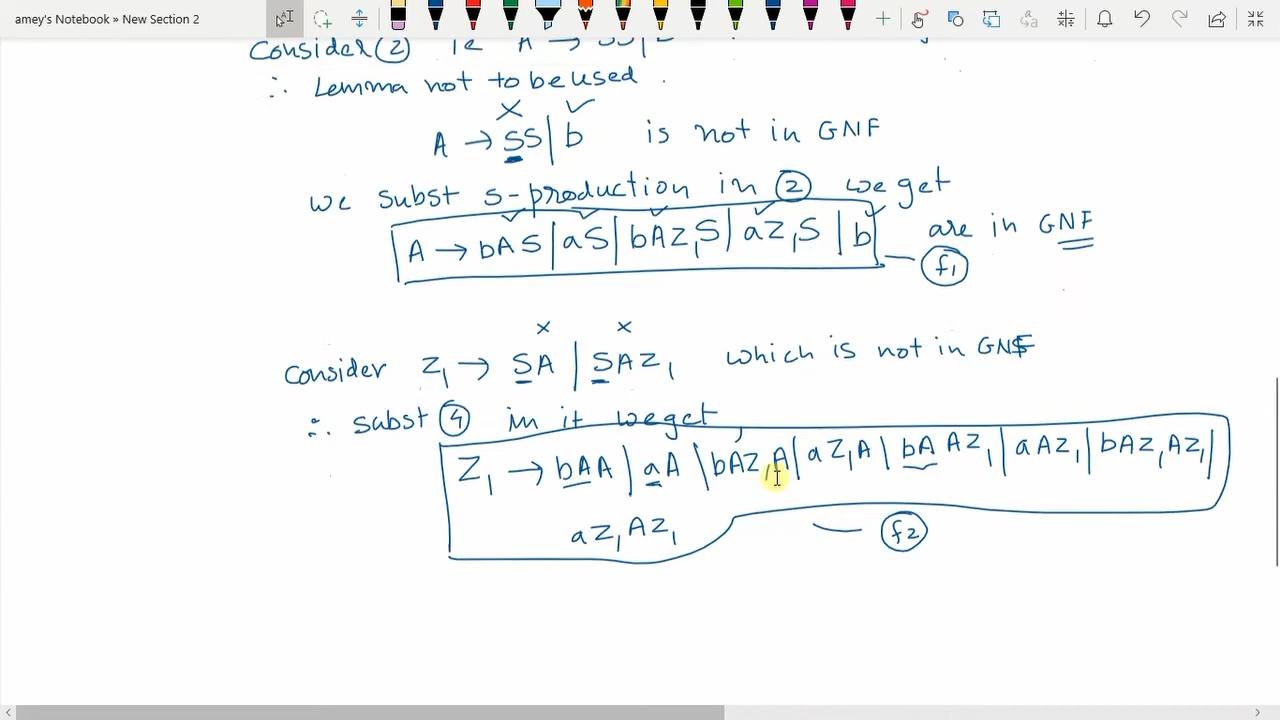 amey's Notebook » New Section 2
Consider (2) ie A →
∴ Lemma not to be used .
× ✓
A → SS | b is not in GNF
we subst s-production in (2) we get
A → bAS | aS | bAZ₁S | aZ₁S | b are in GNF
— (f₁)
× ×
Consider Z₁ → SA | SAZ₁ which is not in GNF
∴ subst (4) in it we get ,
Z₁ → bAA | aA | bAZ₁A | aZ₁A | bAAZ₁ | aAZ₁ | bAZ₁AZ₁ |
aZ₁AZ₁ — (f₂)